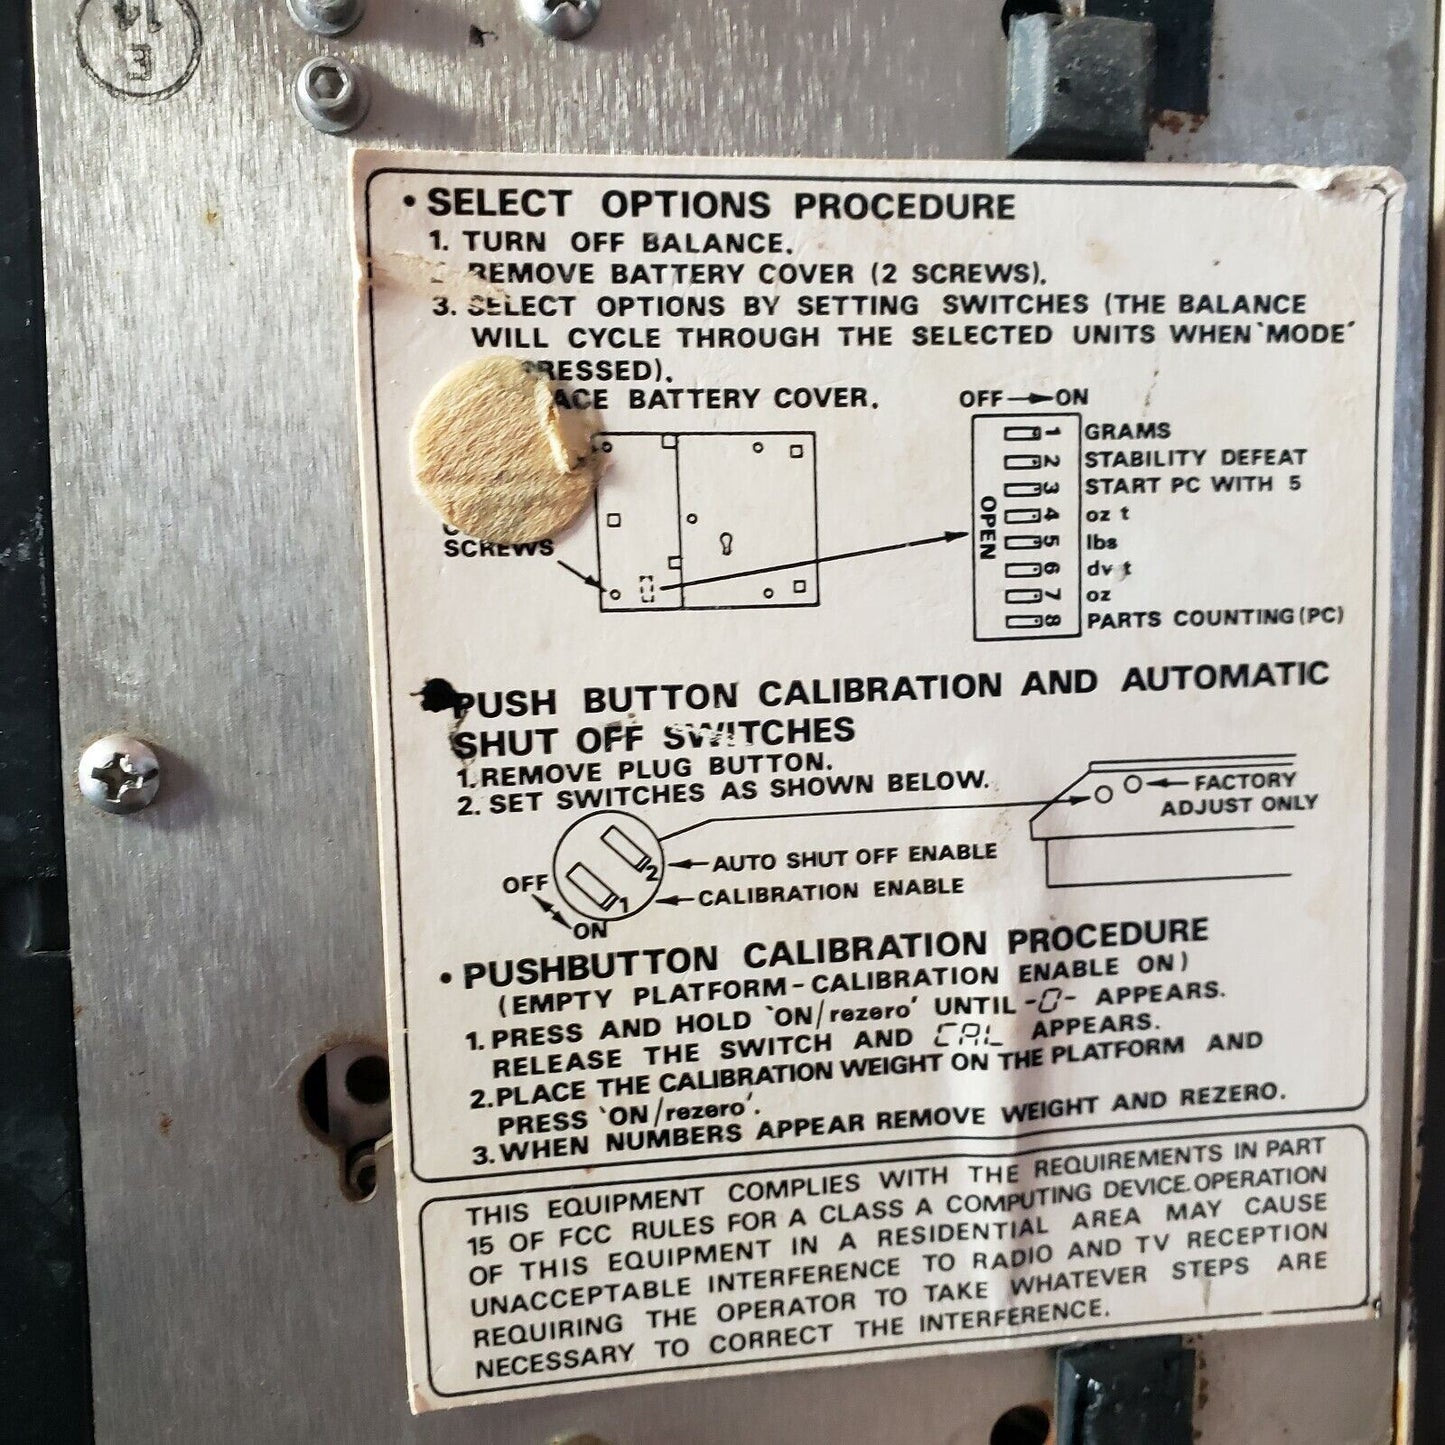 • SELECT OPTIONS PROCEDURE
1. TURN OFF BALANCE.
REMOVE BATTERY COVER (2 SCREWS).
3. SELECT OPTIONS BY SETTING SWITCHES (THE BALANCE
WILL CYCLE THROUGH THE SELECTED UNITS WHEN 'MODE'
RESSED).
ACE BATTERY COVER.
OFF → ON
1 GRAMS
2 STABILITY DEFEAT
3 START PC WITH 5
4 oz t
5 lbs
6 dv t
7 oz
8 PARTS COUNTING (PC)
OPEN
SCREWS
PUSH BUTTON CALIBRATION AND AUTOMATIC
SHUT OFF SWITCHES
1. REMOVE PLUG BUTTON.
2. SET SWITCHES AS SHOWN BELOW.
FACTORY
ADJUST ONLY
2 AUTO SHUT OFF ENABLE
1 CALIBRATION ENABLE
OFF
ON
• PUSHBUTTON CALIBRATION PROCEDURE
(EMPTY PLATFORM-CALIBRATION ENABLE ON)
1. PRESS AND HOLD 'ON/rezero' UNTIL -0- APPEARS.
RELEASE THE SWITCH AND CAL APPEARS.
2. PLACE THE CALIBRATION WEIGHT ON THE PLATFORM AND
PRESS 'ON/rezero'.
3. WHEN NUMBERS APPEAR REMOVE WEIGHT AND REZERO.
THIS EQUIPMENT COMPLIES WITH THE REQUIREMENTS IN PART
15 OF FCC RULES FOR A CLASS A COMPUTING DEVICE. OPERATION
OF THIS EQUIPMENT IN A RESIDENTIAL AREA MAY CAUSE
UNACCEPTABLE INTERFERENCE TO RADIO AND TV RECEPTION
REQUIRING THE OPERATOR TO TAKE WHATEVER STEPS ARE
NECESSARY TO CORRECT THE INTERFERENCE.